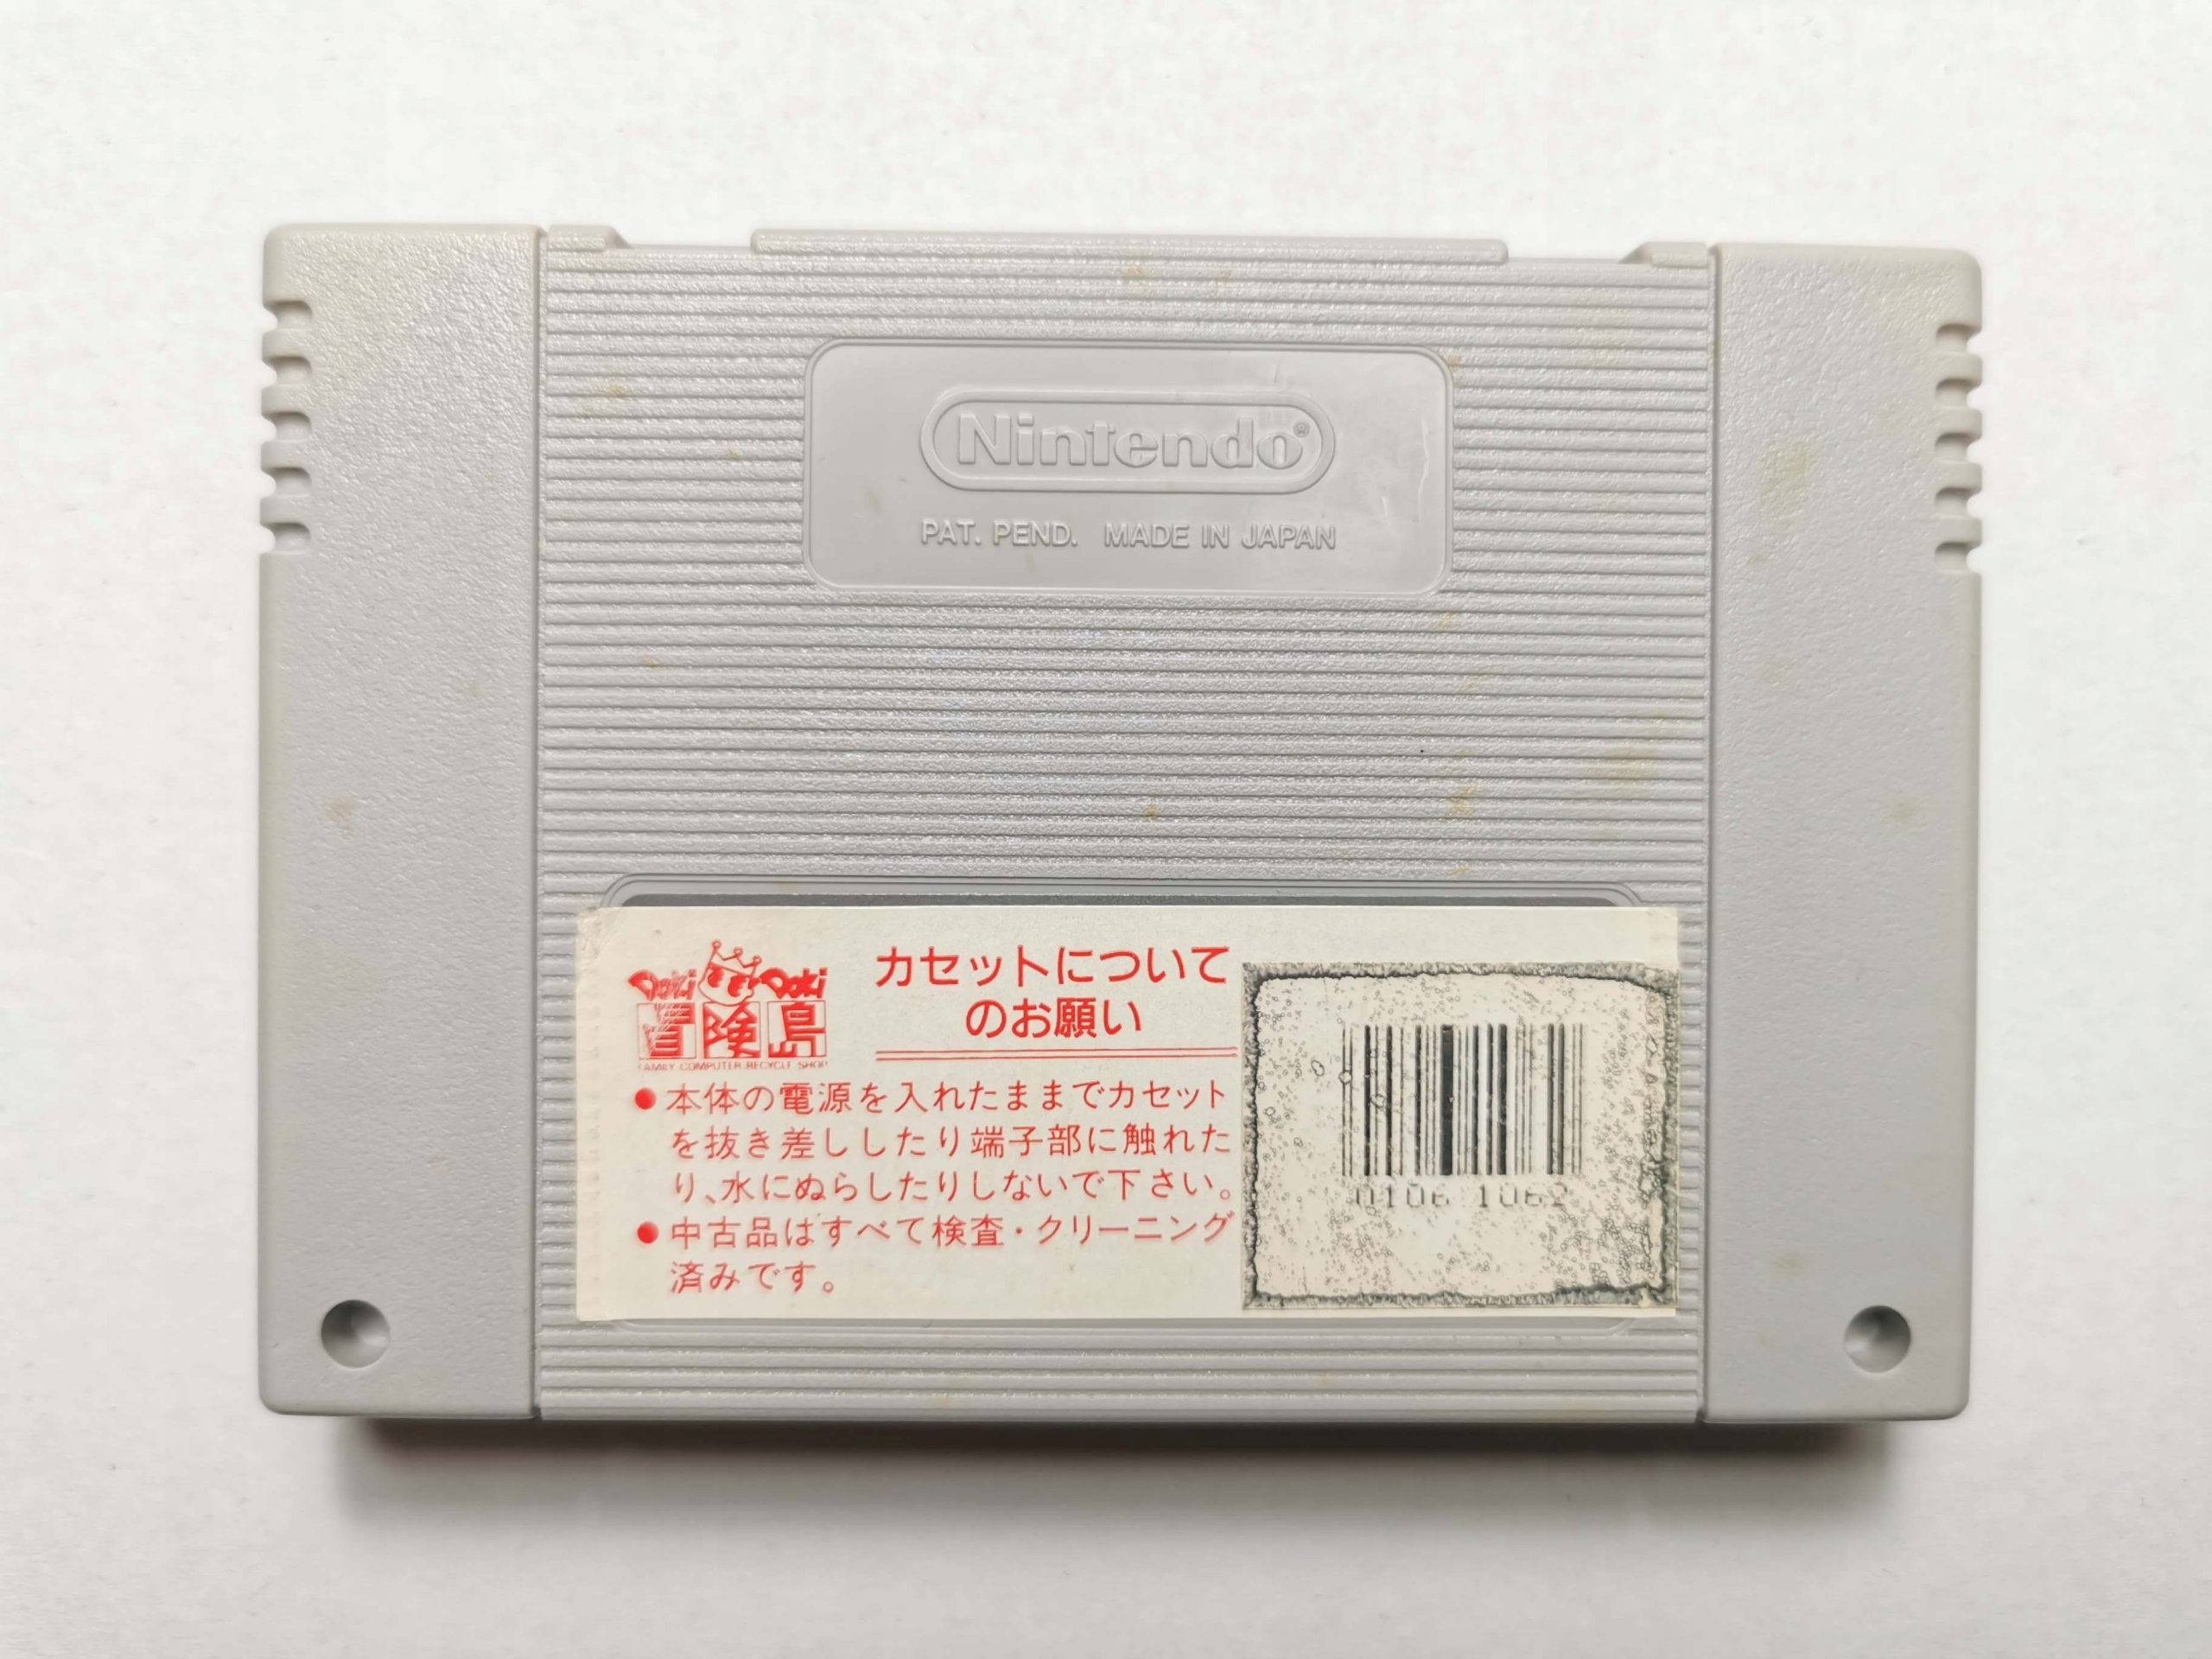 Nintendo®
PAT. PEND. MADE IN JAPAN
Doki Doki
冒険島
FAMILY COMPUTER RECYCLE SHOP
カセットについて
のお願い
●本体の電源を入れたままでカセット
を抜き差ししたり端子部に触れた
り、水にぬらしたりしないで下さい。
●中古品はすべて検査・クリーニング
済みです。
0106 1062